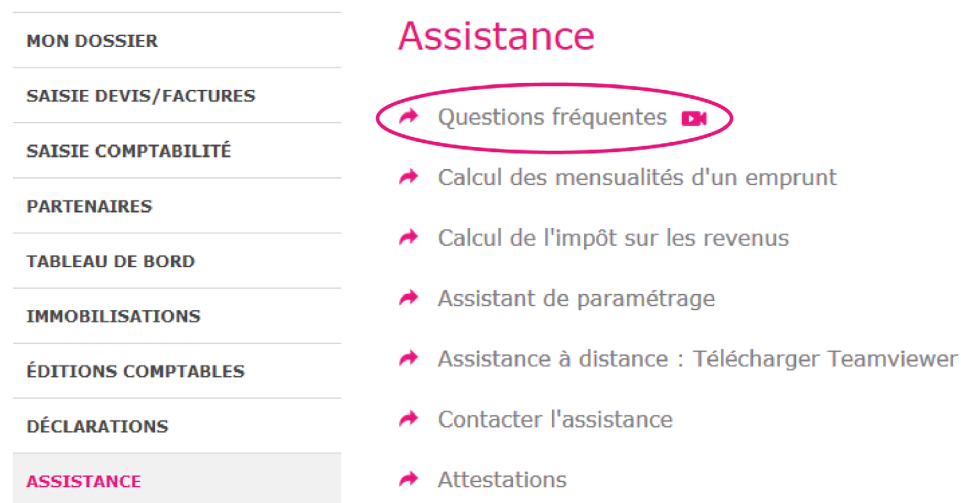 MON DOSSIER
SAISIE DEVIS/FACTURES
SAISIE COMPTABILITÉ
PARTENAIRES
TABLEAU DE BORD
IMMOBILISATIONS
ÉDITIONS COMPTABLES
DÉCLARATIONS
ASSISTANCE
Assistance
Questions fréquentes
Calcul des mensualités d'un emprunt
Calcul de l'impôt sur les revenus
Assistant de paramétrage
Assistance à distance : Télécharger Teamviewer
Contacter l'assistance
Attestations